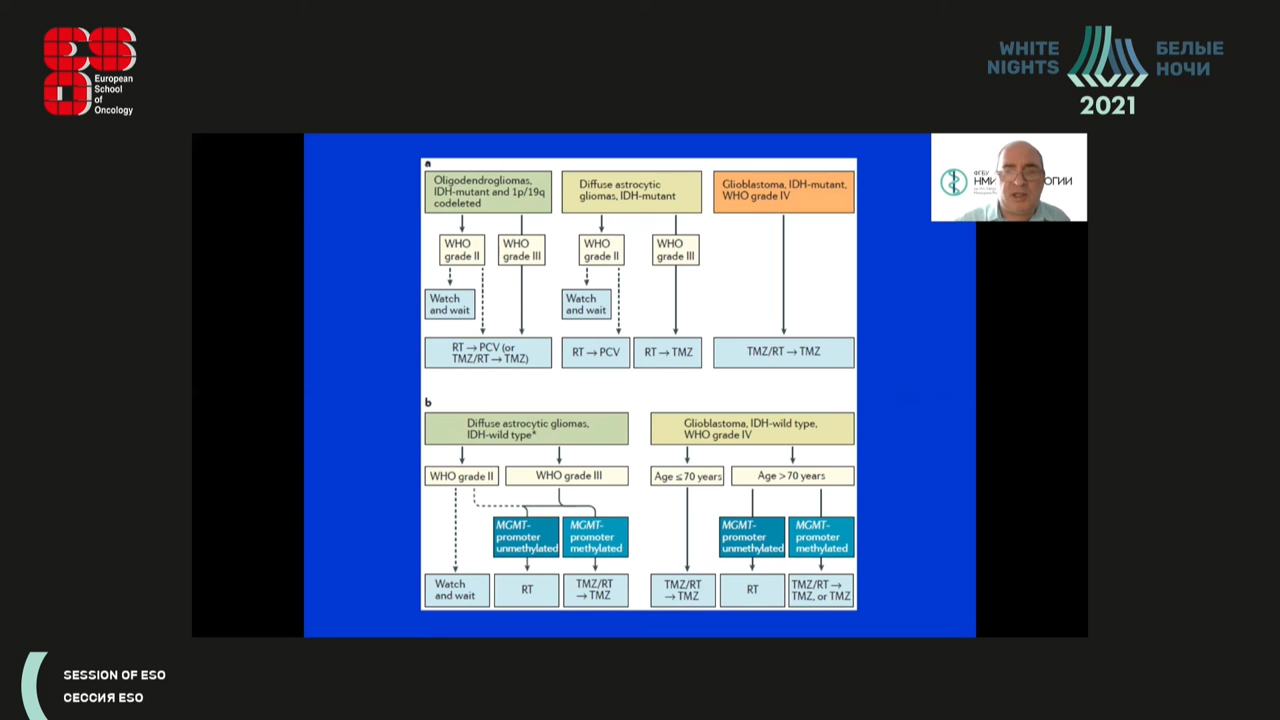 European
School
of
Oncology
WHITE
NIGHTS
БЕЛЫЕ
НОЧИ
2021
ФГБУ
a
Oligodendrogliomas,
IDH-mutant and 1p/19q
codeleted
Diffuse astrocytic
gliomas, IDH-mutant
Glioblastoma, IDH-mutant,
WHO grade IV
WHO
grade II
WHO
grade III
WHO
grade II
WHO
grade III
Watch
and wait
Watch
and wait
RT → PCV (or
TMZ/RT → TMZ)
RT → PCV
RT → TMZ
TMZ/RT → TMZ
b
Diffuse astrocytic gliomas,
IDH-wild type*
Glioblastoma, IDH-wild type,
WHO grade IV
WHO grade II
WHO grade III
Age ≤70 years
Age >70 years
MGMT-
promoter
unmethylated
MGMT-
promoter
methylated
MGMT-
promoter
unmethylated
MGMT-
promoter
methylated
Watch
and wait
RT
TMZ/RT
→ TMZ
TMZ/RT
→ TMZ
RT
TMZ/RT →
TMZ, or TMZ
SESSION OF ESO
СЕССИЯ ESO